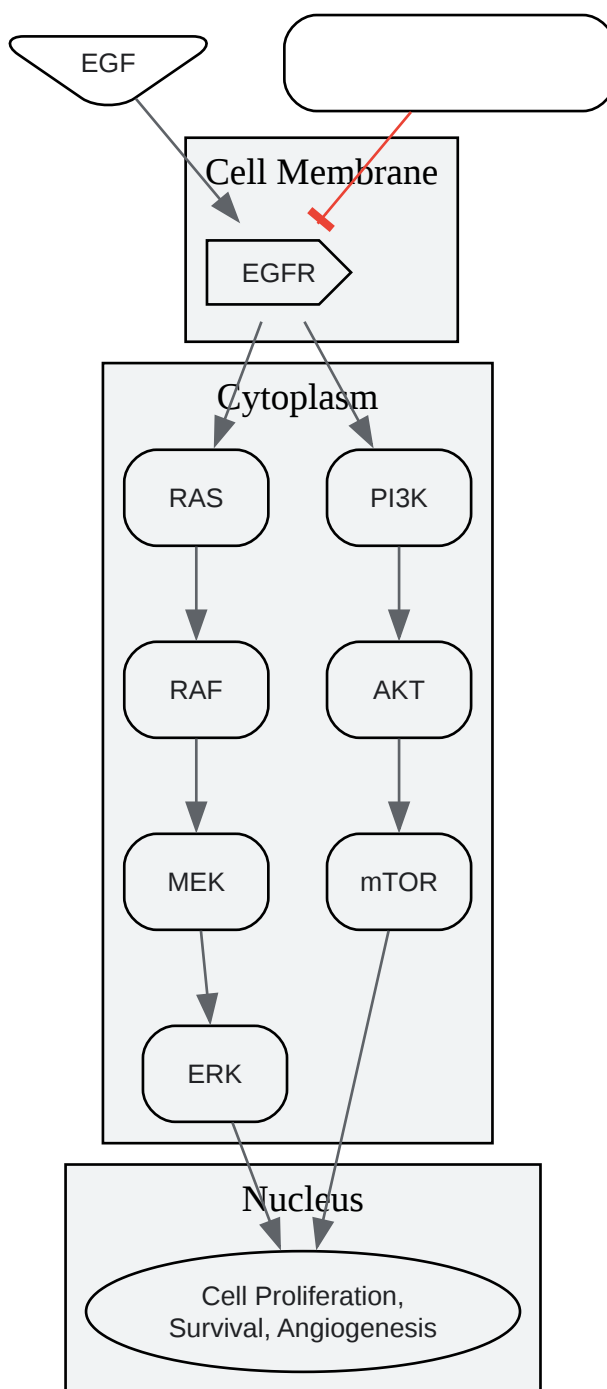 EGF
Cell Membrane
EGFR
Cytoplasm
RAS
PI3K
RAF
AKT
MEK
mTOR
ERK
Nucleus
Cell Proliferation,
Survival, Angiogenesis